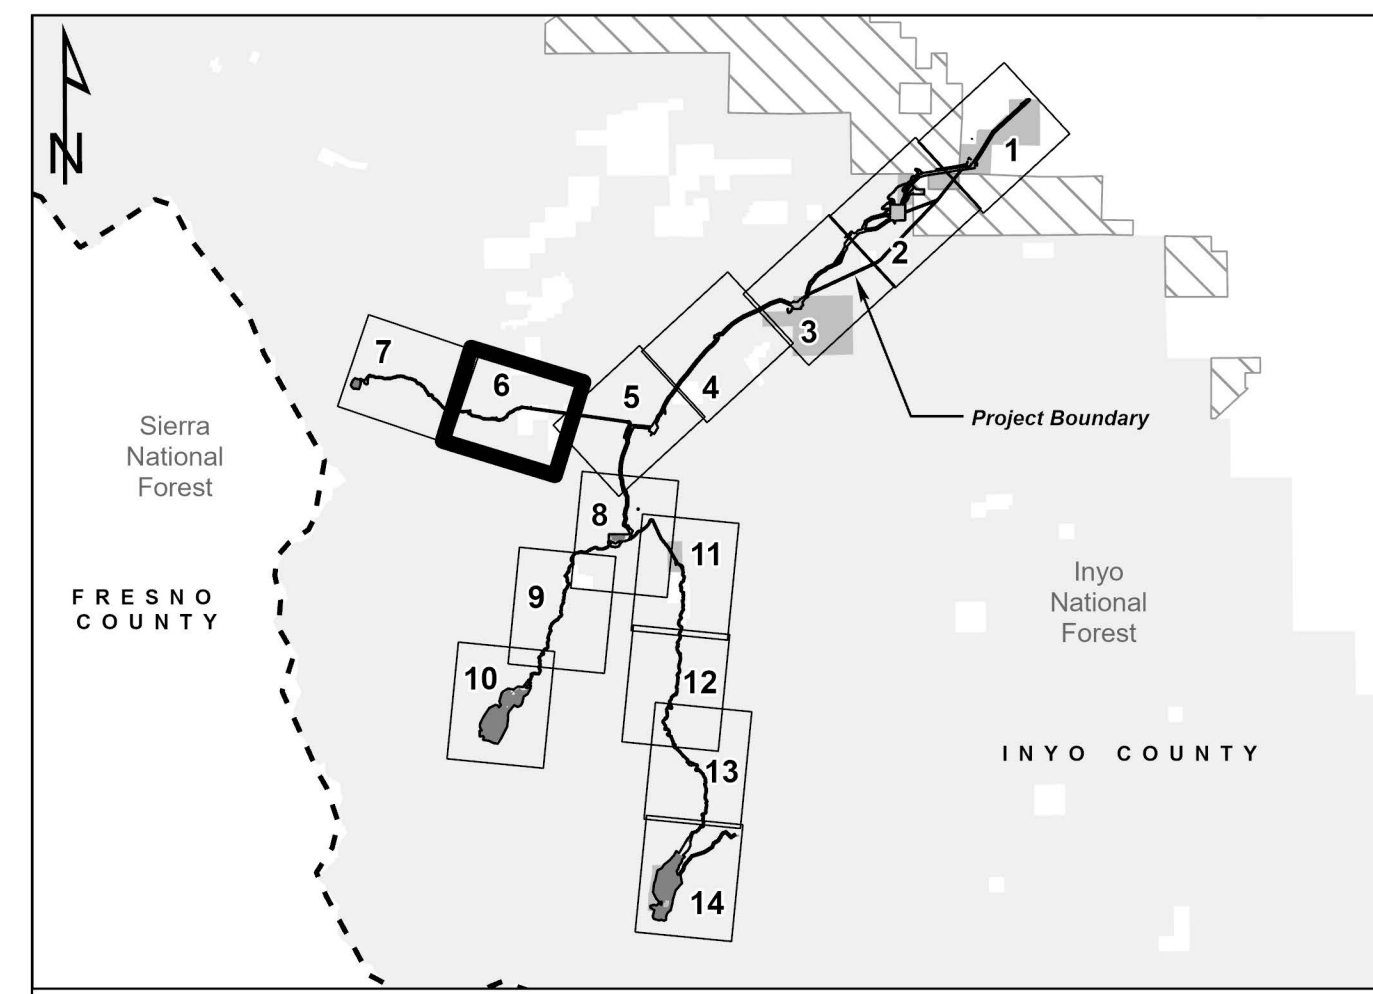 N
1
2
3
4
5
6
7
Project Boundary
Sierra
National
Forest
8
11
9
FRESNO
COUNTY
Inyo
National
Forest
10
12
INYO COUNTY
13
14